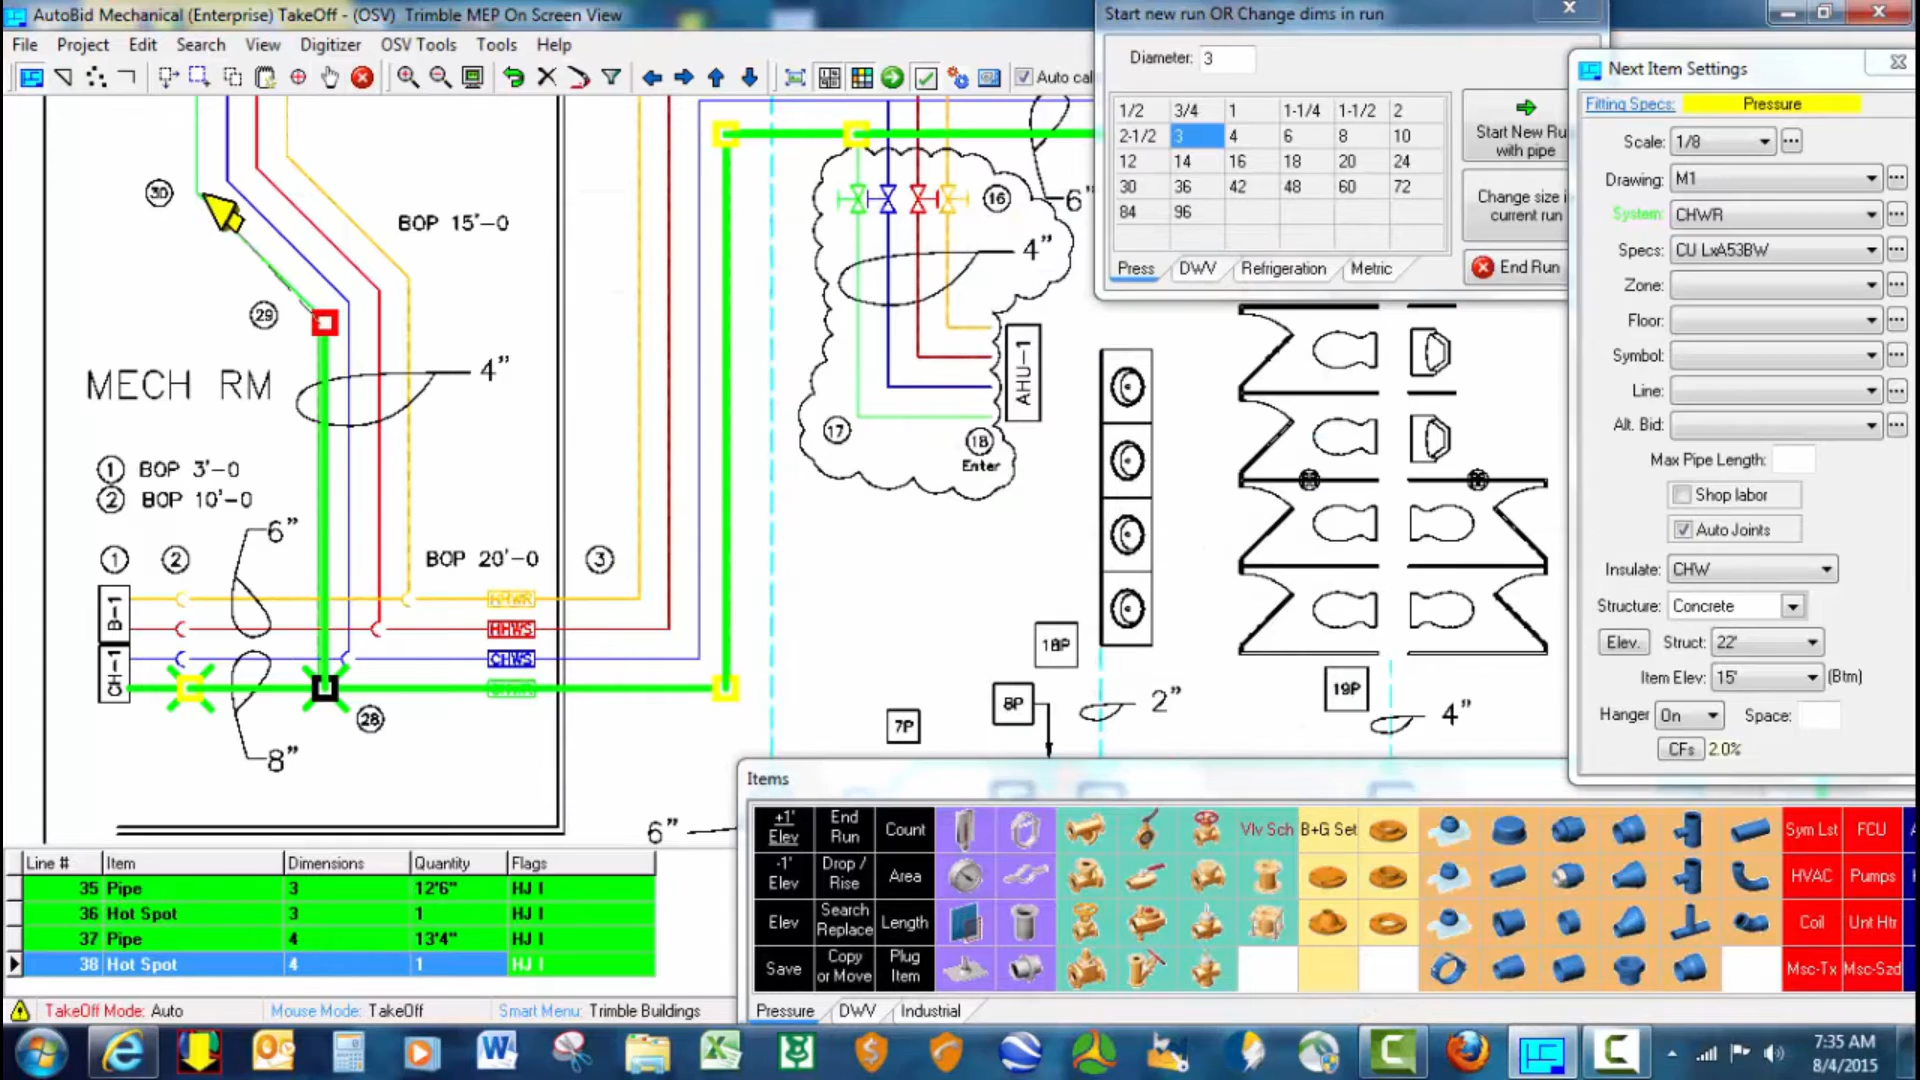 AutoBid Mechanical (Enterprise) TakeOff - (OSV) Trimble MEP On Screen View
File Project Edit Search View Digitizer OSV Tools Tools Help
Auto cal
Start new run OR Change dims in run
Diameter: 3
1/2 3/4 1 1-1/4 1-1/2 2
2-1/2 3 4 6 8 10
12 14 16 18 20 24
30 36 42 48 60 72
84 96
Press DWV Refrigeration Metric
Start New Ru
with pipe
Change size i
current run
End Run
Next Item Settings
Fitting Specs: Pressure
Scale: 1/8
Drawing: M1
System: CHWR
Specs: CU LxA53BW
Zone:
Floor:
Symbol:
Line:
Alt. Bid:
Max Pipe Length:
Shop labor
Auto Joints
Insulate: CHW
Structure: Concrete
Elev. Struct: 22'
Item Elev: 15' (Btm)
Hanger On Space:
CFs 2.0%
30
BOP 15'-0
29
MECH RM
4"
1 BOP 3'-0
2 BOP 10'-0
6"
1 2
BOP 20'-0
3
B-1
HHWR
HHWS
CHWS
CH-1
28
8"
16
6"
4"
AHU-1
17
18
Enter
18P
8P
2"
19P
4"
7P
6"
Line # Item Dimensions Quantity Flags
35 Pipe 3 12'6" HJ I
36 Hot Spot 3 1 HJ I
37 Pipe 4 13'4" HJ I
38 Hot Spot 4 1 HJ I
TakeOff Mode: Auto Mouse Mode: TakeOff Smart Menu: Trimble Buildings
Items
+1' Elev End Run Count Vlv Sch B+G Set Sym Lst FCU
-1' Elev Drop / Rise Area HVAC Pumps
Elev Search Replace Length Coil Unt Htr
Save Copy or Move Plug Item Msc-Tx Msc-Szd
Pressure DWV Industrial
7:35 AM
8/4/2015